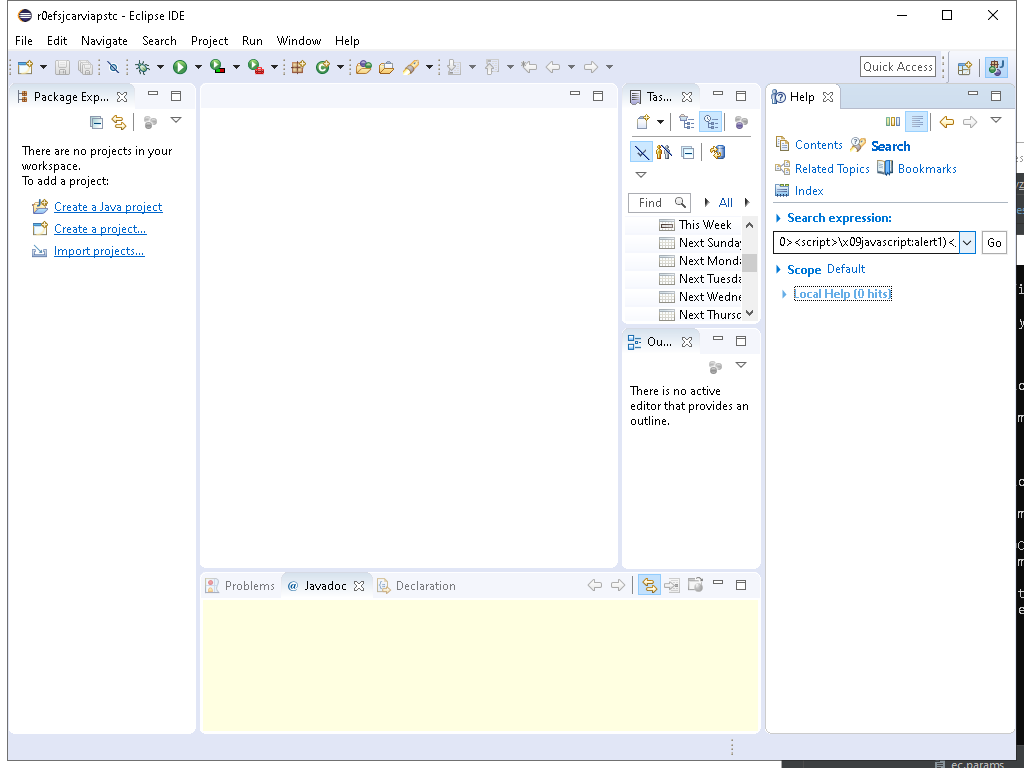 r0efsjcarviapstc - Eclipse IDE
File Edit Navigate Search Project Run Window Help
Quick Access
Package Exp...
There are no projects in your
workspace.
To add a project:
Create a Java project
Create a project...
Import projects...
Tas...
Find
All
This Week
Next Sunday
Next Monda
Next Tuesda
Next Wedne
Next Thursd
Ou...
There is no active
editor that provides an
outline.
Help
Contents Search
Related Topics Bookmarks
Index
Search expression:
0><script>\x09javascript:alert1)<
Go
Scope Default
Local Help (0 hits)
Problems @ Javadoc Declaration
ec.params